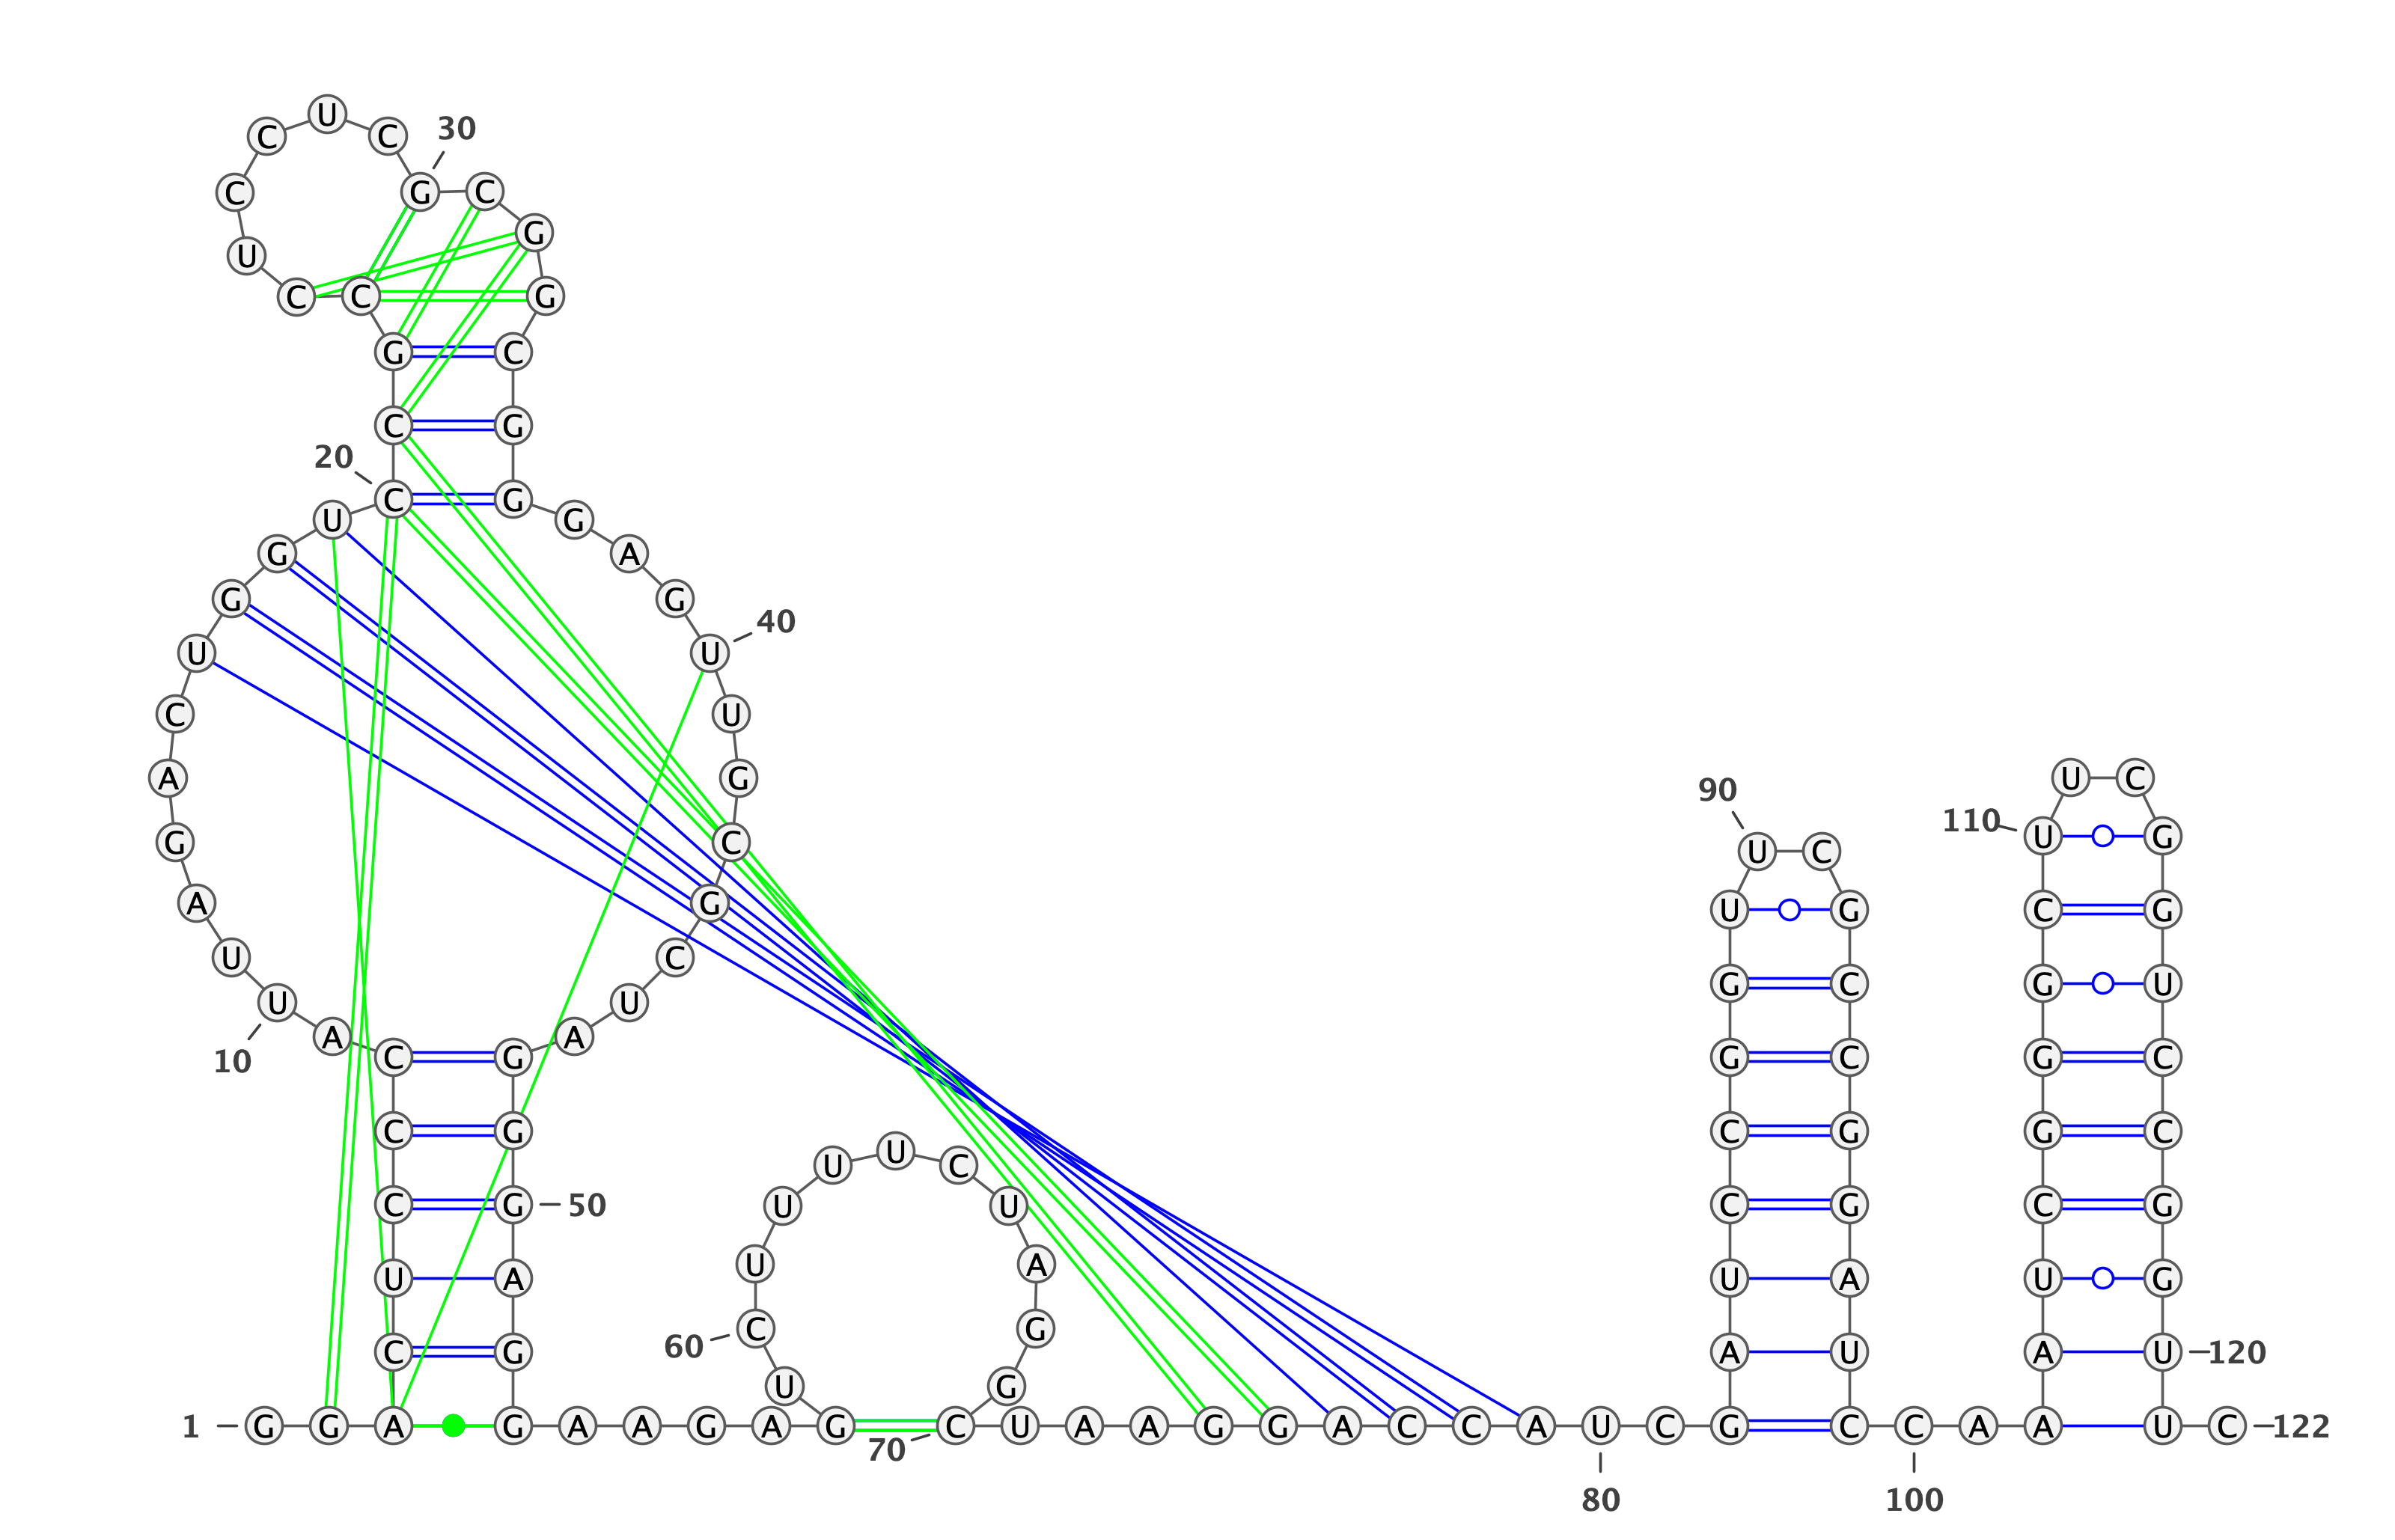 U
30
C C
C G C
G
U
C C G
G C
C G
20
C G
U G
G A
G G
40
U U
C U
A G U C
90
110
U G
G C U C
A G U G C G
U C
G C G U
U U
A A
C G G C G C
10
C G C G G C
U
U C
C G 50 U U C G C G
U A
U A U A U G
C G
60
C G A U A U 120
U G
1 G G A G A A G A G C U A A G G A C C A U C G C C A A A U C 122
70
80 100